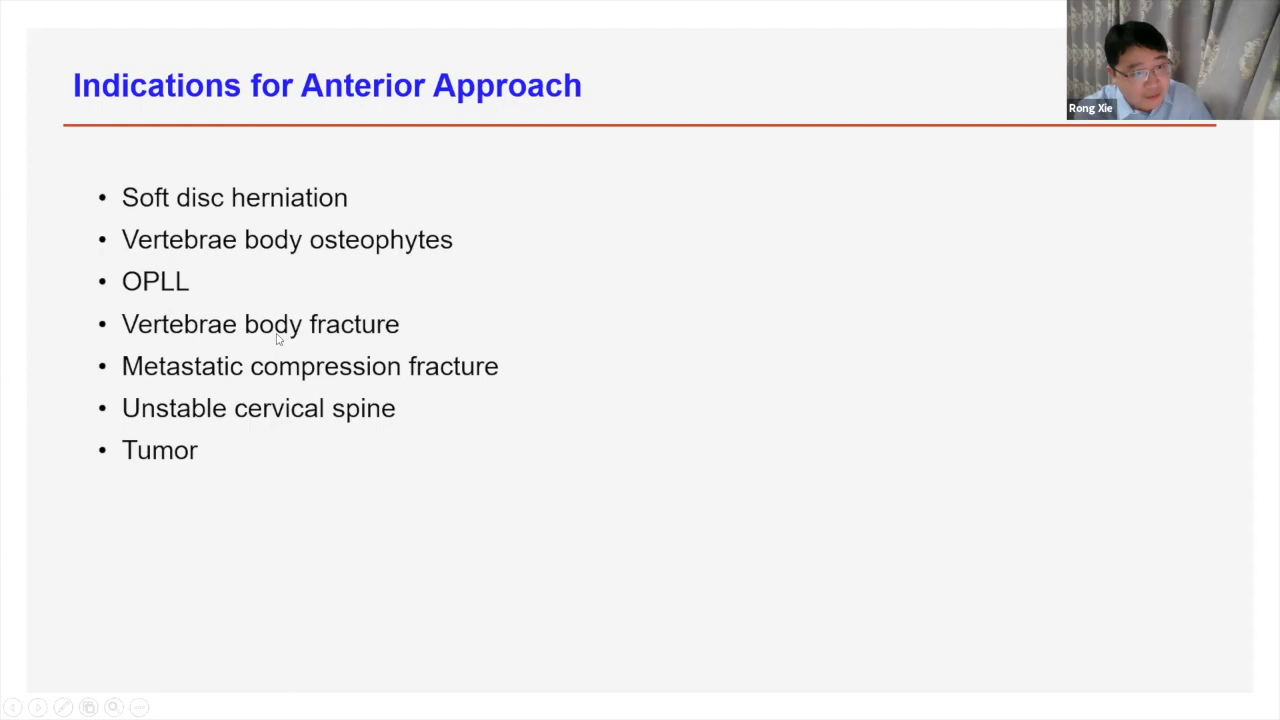 Indications for Anterior Approach
Rong Xie
• Soft disc herniation
• Vertebrae body osteophytes
• OPLL
• Vertebrae body fracture
• Metastatic compression fracture
• Unstable cervical spine
• Tumor